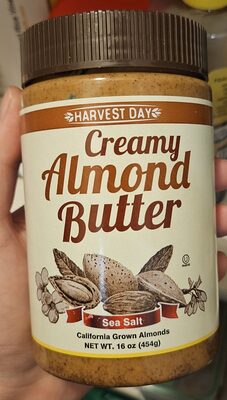 HARVEST DAY
Creamy
Almond
Butter
Sea Salt
California Grown Almonds
NET WT. 16 oz (454g)